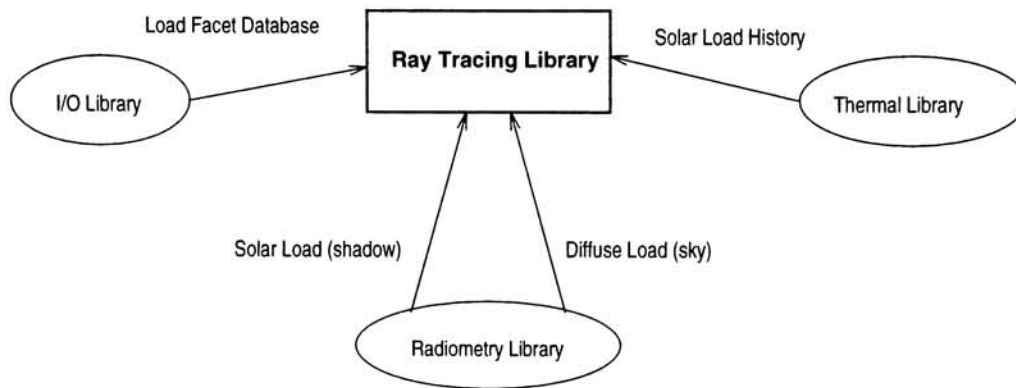 Load Facet Database
Solar Load History
Ray Tracing Library
I/O Library
Thermal Library
Solar Load (shadow)
Diffuse Load (sky)
Radiometry Library